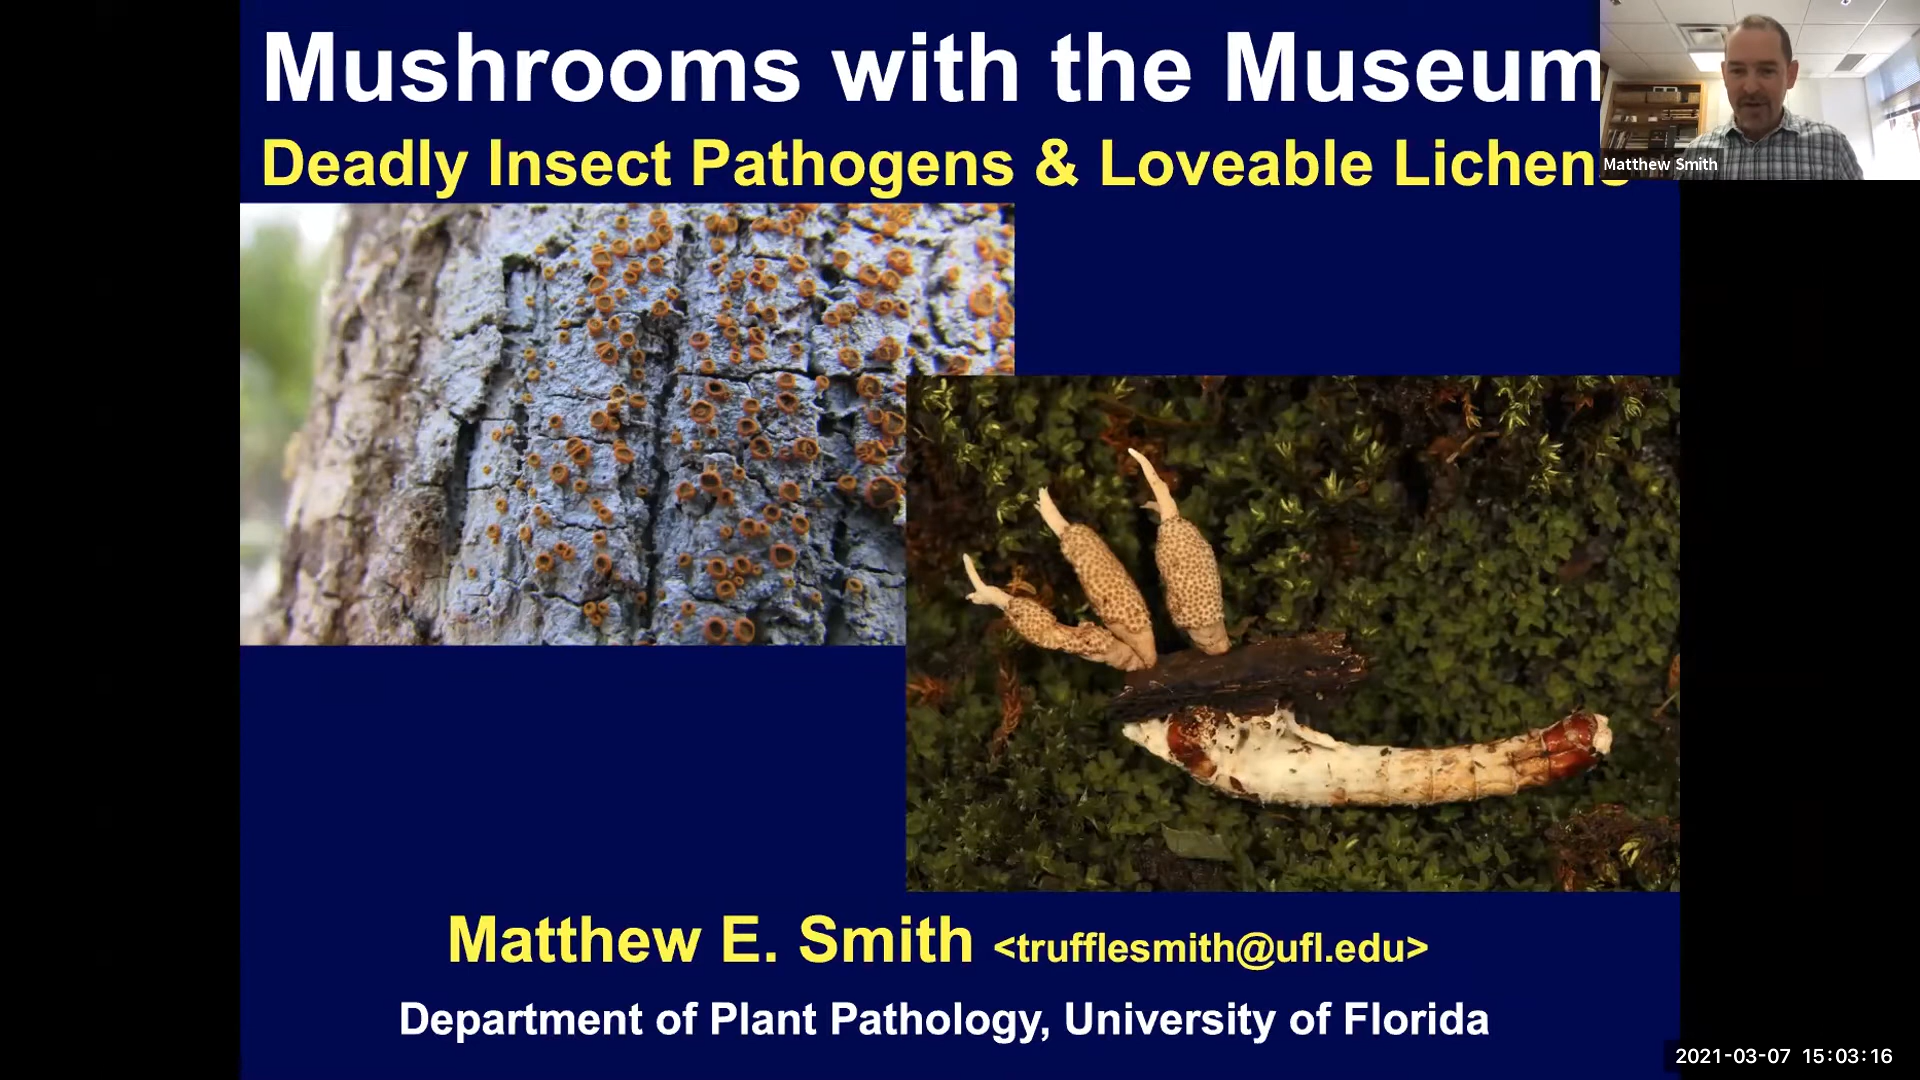 Mushrooms with the Museum
Deadly Insect Pathogens & Loveable Lichens
Matthew Smith
Matthew E. Smith <trufflesmith@ufl.edu>
Department of Plant Pathology, University of Florida
2021-03-07 15:03:16